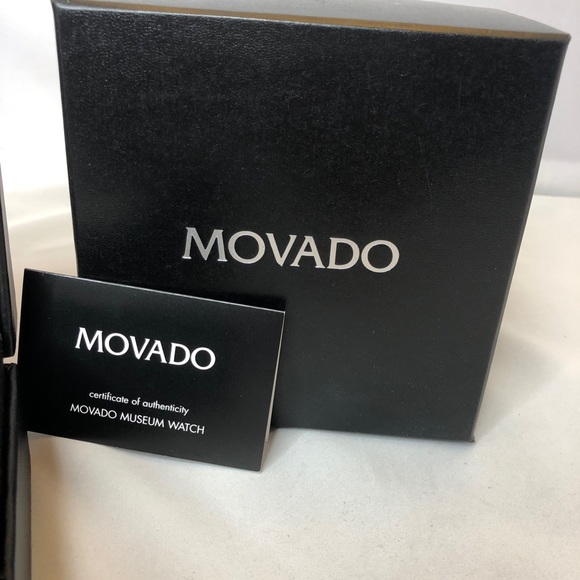 MOVADO
MOVADO
certificate of authenticity
MOVADO MUSEUM WATCH